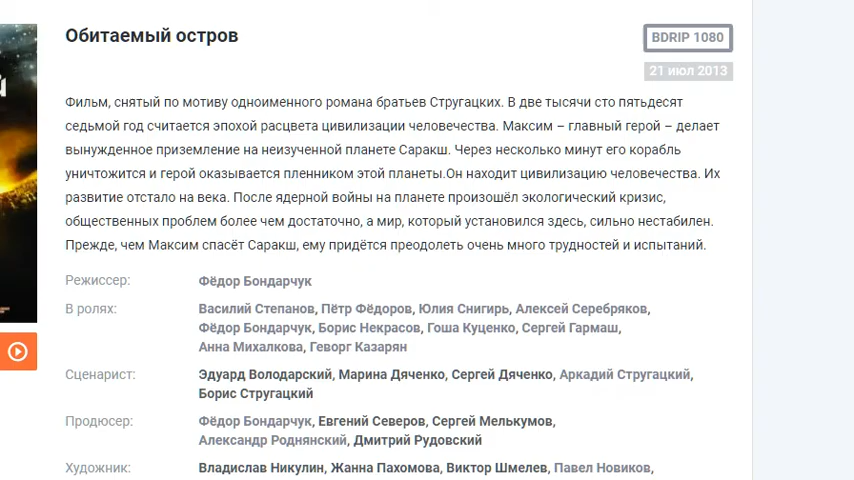 Обитаемый остров
BDRIP 1080
21 июл 2013
Фильм, снятый по мотиву одноименного романа братьев Стругацких. В две тысячи сто пятьдесят
седьмой год считается эпохой расцвета цивилизации человечества. Максим – главный герой – делает
вынужденное приземление на неизученной планете Саракш. Через несколько минут его корабль
уничтожится и герой оказывается пленником этой планеты.Он находит цивилизацию человечества. Их
развитие отстало на века. После ядерной войны на планете произошёл экологический кризис,
общественных проблем более чем достаточно, а мир, который установился здесь, сильно нестабилен.
Прежде, чем Максим спасёт Саракш, ему придётся преодолеть очень много трудностей и испытаний.
Режиссер: Фёдор Бондарчук
В ролях: Василий Степанов, Пётр Фёдоров, Юлия Снигирь, Алексей Серебряков,
Фёдор Бондарчук, Борис Некрасов, Гоша Куценко, Сергей Гармаш,
Анна Михалкова, Геворг Казарян
Сценарист: Эдуард Володарский, Марина Дяченко, Сергей Дяченко, Аркадий Стругацкий,
Борис Стругацкий
Продюсер: Фёдор Бондарчук, Евгений Северов, Сергей Мелькумов,
Александр Роднянский, Дмитрий Рудовский
Художник: Владислав Никулин, Жанна Пахомова, Виктор Шмелев, Павел Новиков,